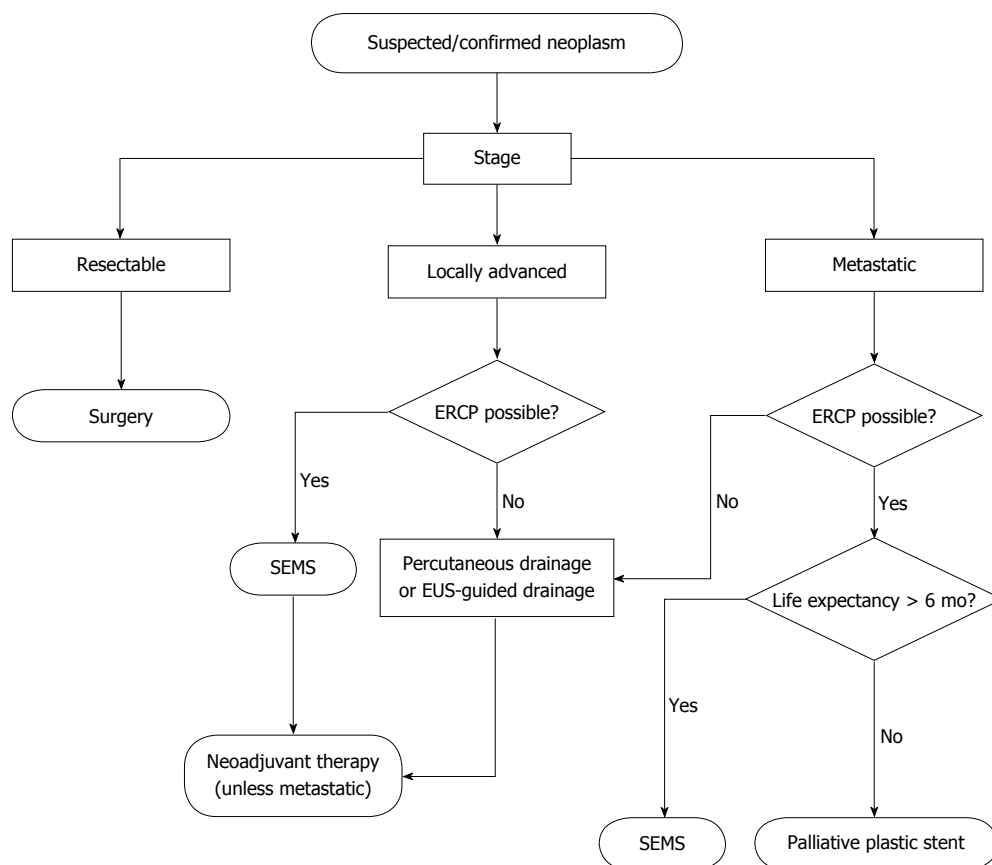 Suspected/confirmed neoplasm
Stage
Resectable
Locally advanced
Metastatic
Surgery
ERCP possible?
ERCP possible?
Yes
No
No
Yes
SEMS
Percutaneous drainage
or EUS-guided drainage
Life expectancy > 6 mo?
Yes
No
Neoadjuvant therapy
(unless metastatic)
SEMS
Palliative plastic stent